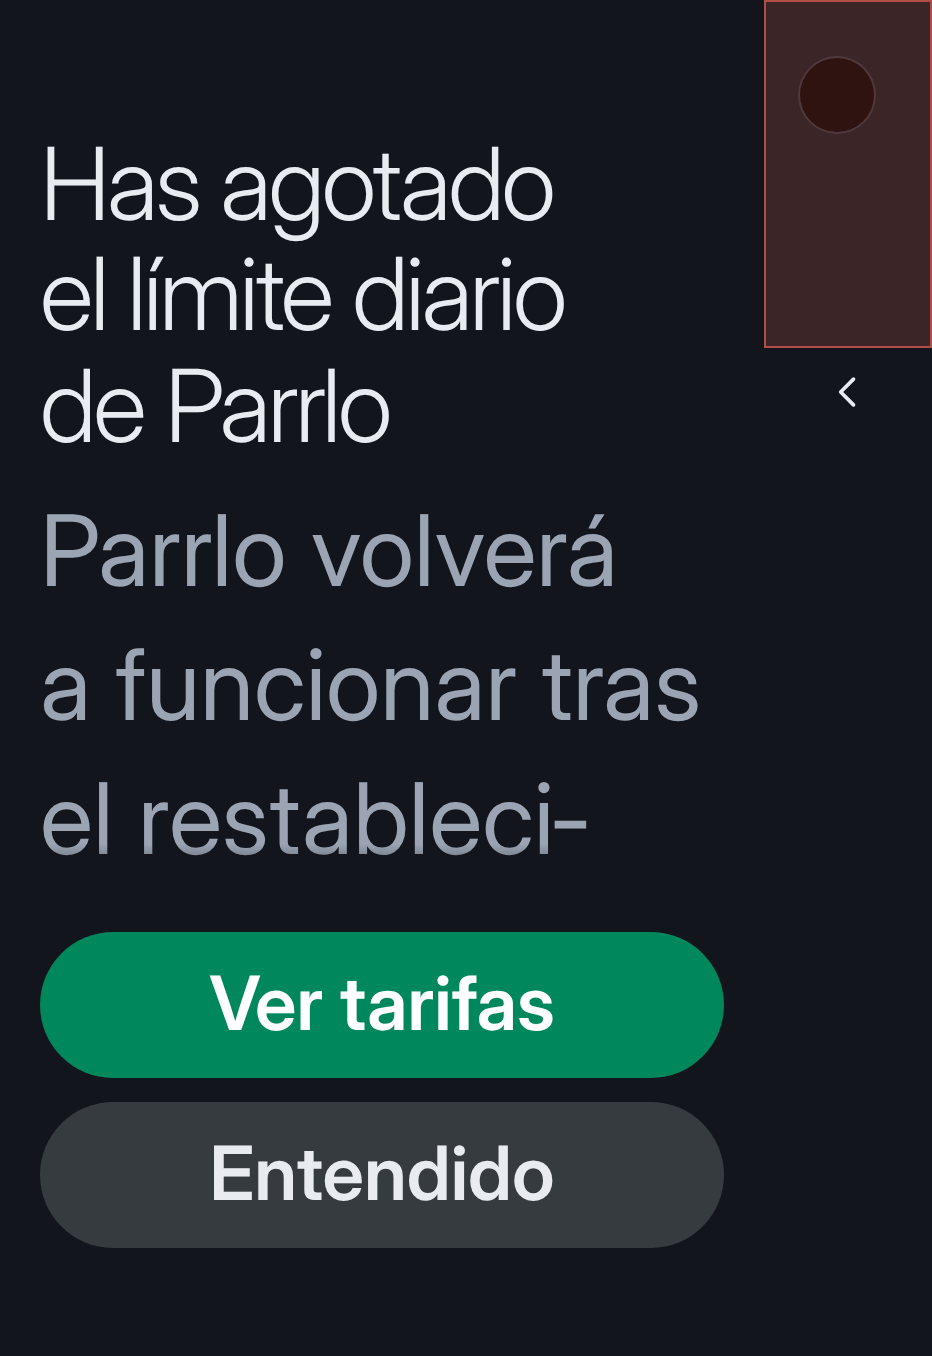 Has agotado
el límite diario
de Parrlo
Parrlo volverá
a funcionar tras
el restableci-
Ver tarifas
Entendido